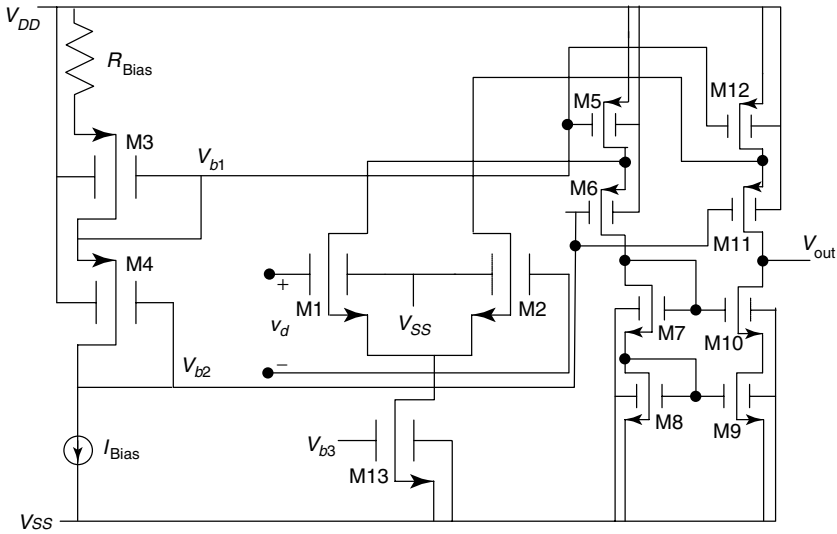 V_DD
R_Bias
M3
V_b1
M5
M12
M6
M11
V_out
M4
+
M1
M2
v_d
V_SS
M7
M10
−
V_b2
M8
M9
I_Bias
V_b3
M13
V_SS